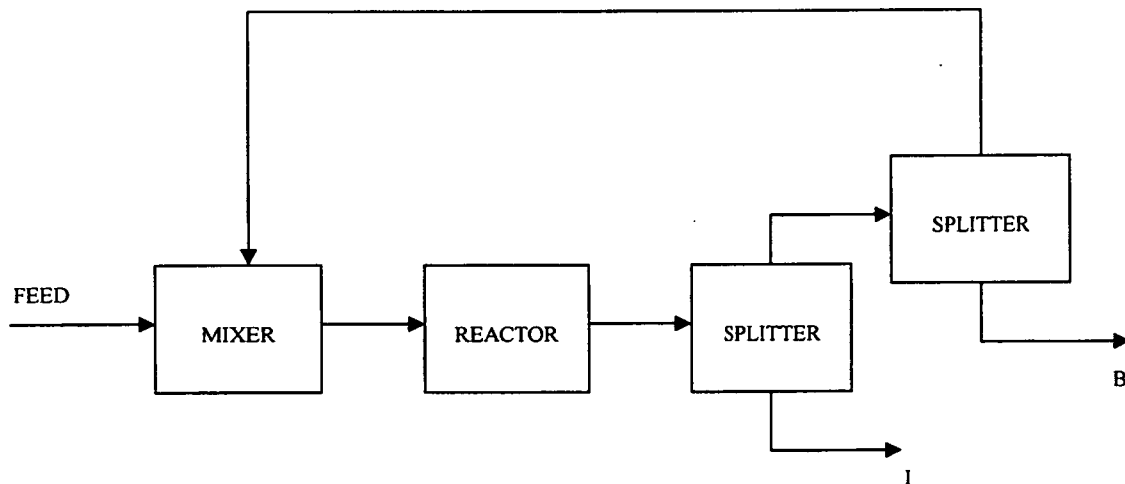 SPLITTER
FEED
MIXER
REACTOR
SPLITTER
B
I